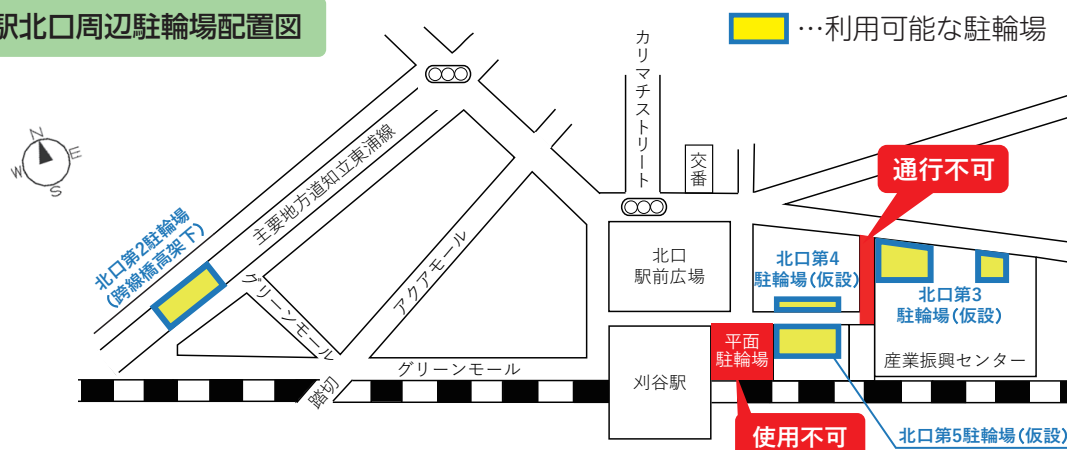 駅北口周辺駐輪場配置図
…利用可能な駐輪場
N
W
E
S
カリマチストリート
交番
通行不可
主要地方道知立東浦線
北口第2駐輪場
(跨線橋高架下)
グリーンモール
アクアモール
グリーンモール
踏切
北口
駅前広場
北口第4
駐輪場(仮設)
北口第3
駐輪場(仮設)
産業振興センター
平面
駐輪場
刈谷駅
使用不可
北口第5駐輪場(仮設)